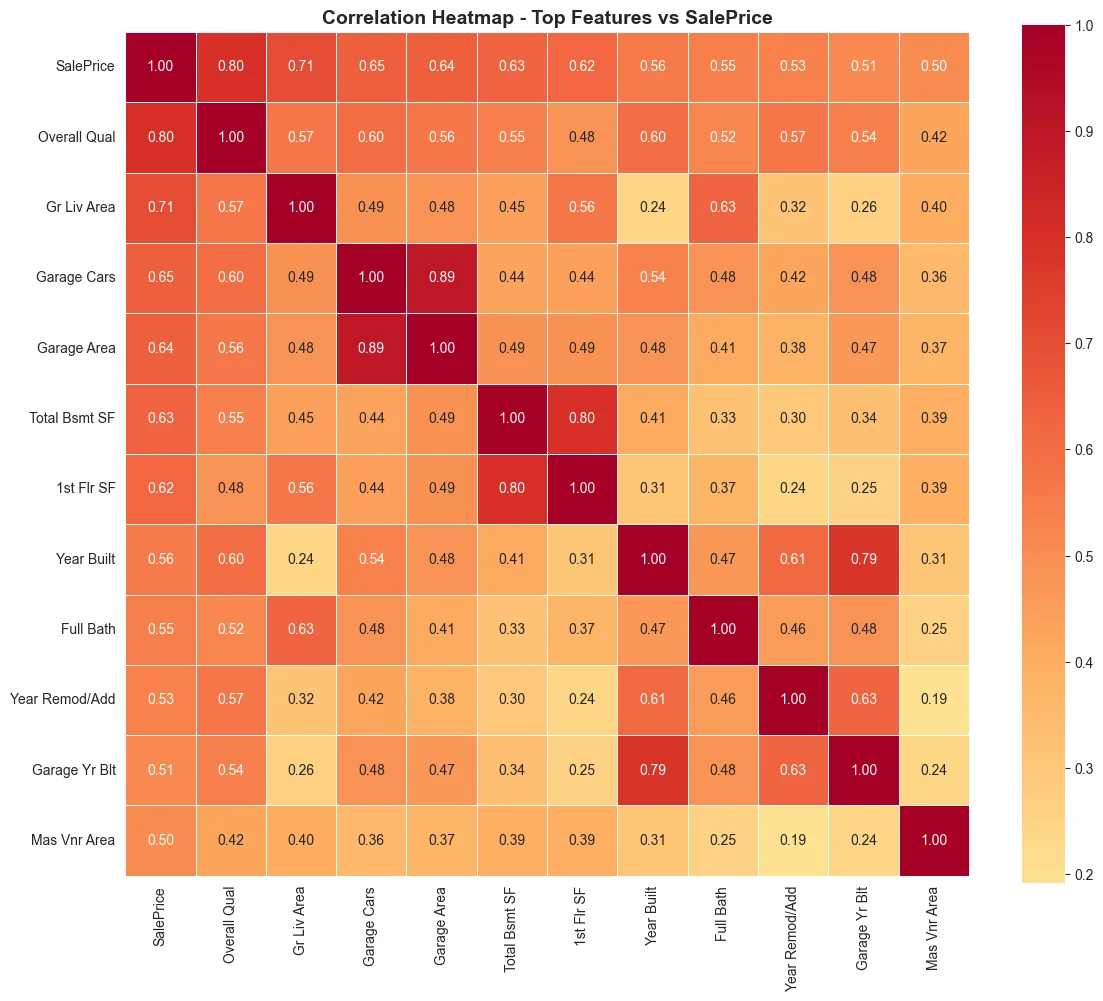 Correlation Heatmap - Top Features vs SalePrice
SalePrice 1.00 0.80 0.71 0.65 0.64 0.63 0.62 0.56 0.55 0.53 0.51 0.50
Overall Qual 0.80 1.00 0.57 0.60 0.56 0.55 0.48 0.60 0.52 0.57 0.54 0.42
Gr Liv Area 0.71 0.57 1.00 0.49 0.48 0.45 0.56 0.24 0.63 0.32 0.26 0.40
Garage Cars 0.65 0.60 0.49 1.00 0.89 0.44 0.44 0.54 0.48 0.42 0.48 0.36
Garage Area 0.64 0.56 0.48 0.89 1.00 0.49 0.49 0.48 0.41 0.38 0.47 0.37
Total Bsmt SF 0.63 0.55 0.45 0.44 0.49 1.00 0.80 0.41 0.33 0.30 0.34 0.39
1st Flr SF 0.62 0.48 0.56 0.44 0.49 0.80 1.00 0.31 0.37 0.24 0.25 0.39
Year Built 0.56 0.60 0.24 0.54 0.48 0.41 0.31 1.00 0.47 0.61 0.79 0.31
Full Bath 0.55 0.52 0.63 0.48 0.41 0.33 0.37 0.47 1.00 0.46 0.48 0.25
Year Remod/Add 0.53 0.57 0.32 0.42 0.38 0.30 0.24 0.61 0.46 1.00 0.63 0.19
Garage Yr Blt 0.51 0.54 0.26 0.48 0.47 0.34 0.25 0.79 0.48 0.63 1.00 0.24
Mas Vnr Area 0.50 0.42 0.40 0.36 0.37 0.39 0.39 0.31 0.25 0.19 0.24 1.00
SalePrice
Overall Qual
Gr Liv Area
Garage Cars
Garage Area
Total Bsmt SF
1st Flr SF
Year Built
Full Bath
Year Remod/Add
Garage Yr Blt
Mas Vnr Area
1.0
0.9
0.8
0.7
0.6
0.5
0.4
0.3
0.2